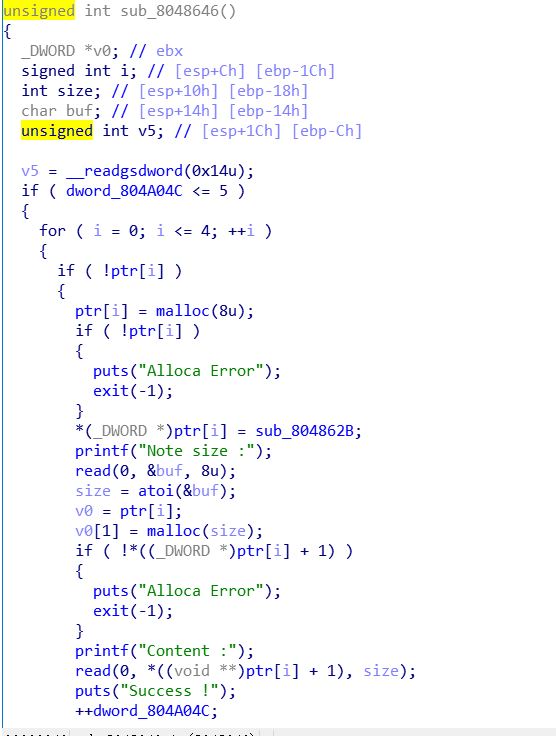 unsigned int sub_8048646()
{
_DWORD *v0; // ebx
signed int i; // [esp+Ch] [ebp-1Ch]
int size; // [esp+10h] [ebp-18h]
char buf; // [esp+14h] [ebp-14h]
unsigned int v5; // [esp+1Ch] [ebp-Ch]
v5 = __readgsdword(0x14u);
if ( dword_804A04C <= 5 )
{
for ( i = 0; i <= 4; ++i )
{
if ( !ptr[i] )
{
ptr[i] = malloc(8u);
if ( !ptr[i] )
{
puts("Alloca Error");
exit(-1);
}
*(_DWORD *)ptr[i] = sub_804862B;
printf("Note size :");
read(0, &buf, 8u);
size = atoi(&buf);
v0 = ptr[i];
v0[1] = malloc(size);
if ( !*((_DWORD *)ptr[i] + 1) )
{
puts("Alloca Error");
exit(-1);
}
printf("Content :");
read(0, *((void **)ptr[i] + 1), size);
puts("Success !");
++dword_804A04C;